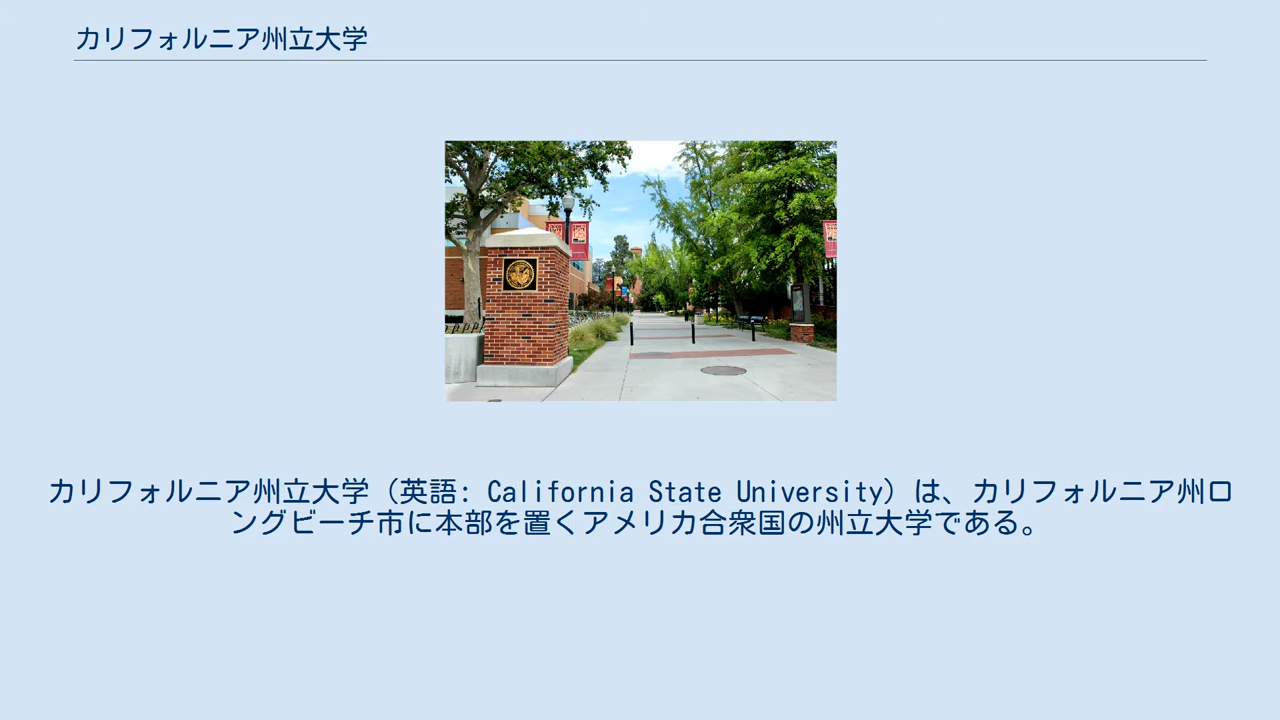 カリフォルニア州立大学
カリフォルニア州立大学（英語: California State University）は、カリフォルニア州ロ
ングビーチ市に本部を置くアメリカ合衆国の州立大学である。